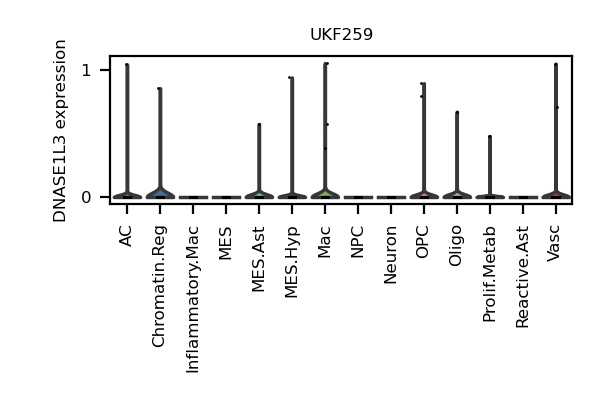 UKF259
DNASE1L3 expression
1
0
AC
Chromatin.Reg
Inflammatory.Mac
MES
MES.Ast
MES.Hyp
Mac
NPC
Neuron
OPC
Oligo
Prolif.Metab
Reactive.Ast
Vasc